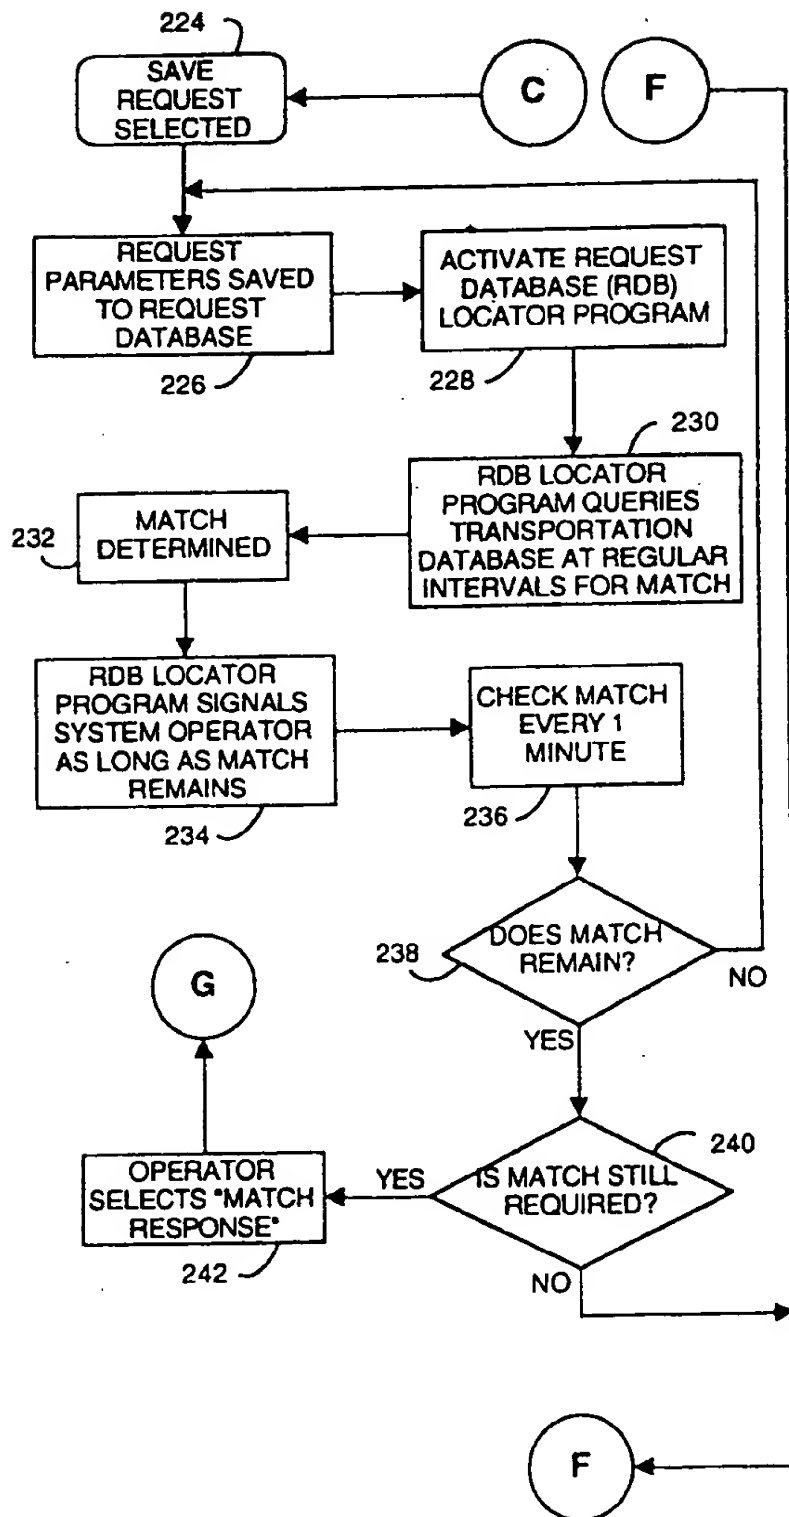 224
SAVE
REQUEST
SELECTED
C
F
REQUEST
PARAMETERS SAVED
TO REQUEST
DATABASE
226
ACTIVATE REQUEST
DATABASE (RDB)
LOCATOR PROGRAM
228
230
RDB LOCATOR
PROGRAM QUERIES
TRANSPORTATION
DATABASE AT REGULAR
INTERVALS FOR MATCH
232
MATCH
DETERMINED
RDB LOCATOR
PROGRAM SIGNALS
SYSTEM OPERATOR
AS LONG AS MATCH
REMAINS
234
CHECK MATCH
EVERY 1
MINUTE
236
238
DOES MATCH
REMAIN?
NO
YES
G
240
IS MATCH STILL
REQUIRED?
YES
NO
OPERATOR
SELECTS "MATCH
RESPONSE"
242
F